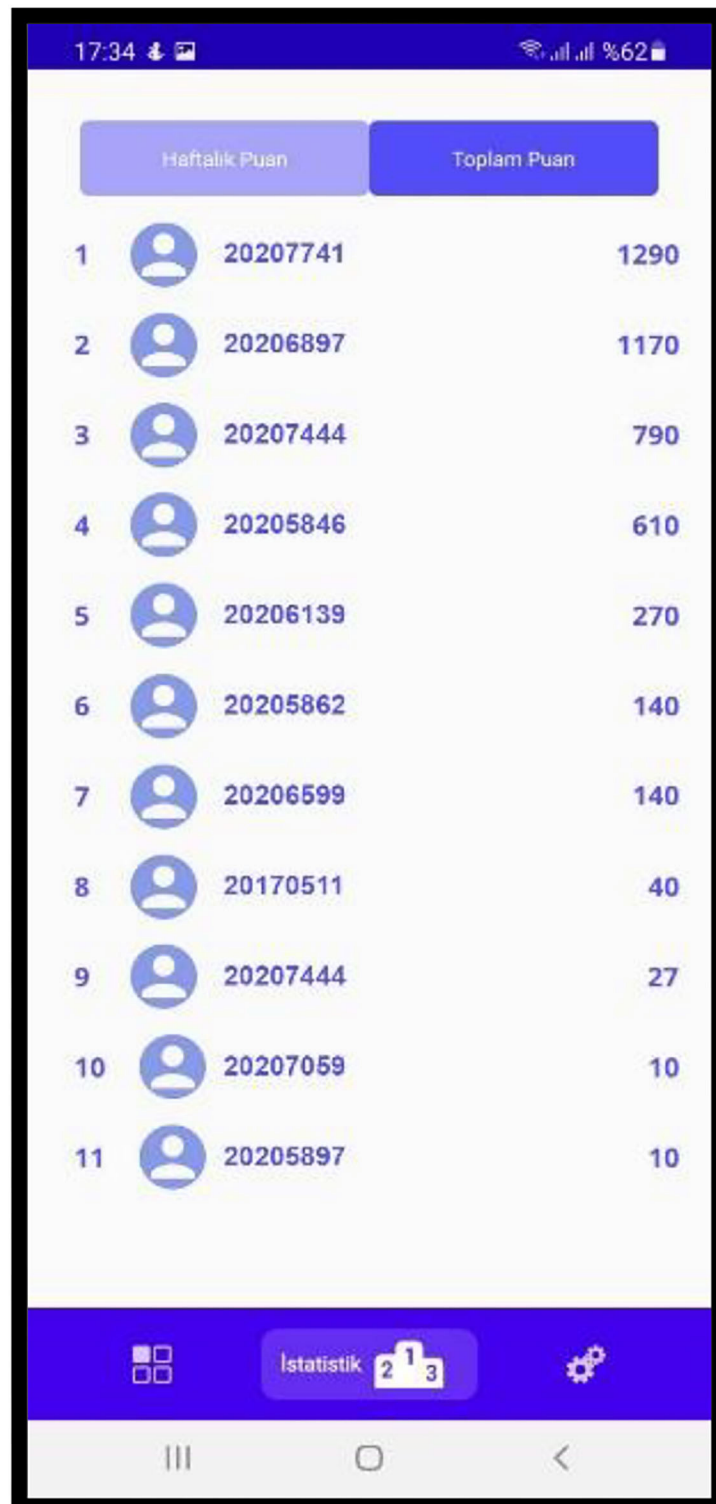 17:34 %62
Haftalık Puan Toplam Puan
1 20207741 1290
2 20206897 1170
3 20207444 790
4 20205846 610
5 20206139 270
6 20205862 140
7 20206599 140
8 20170511 40
9 20207444 27
10 20207059 10
11 20205897 10
İstatistik 2 1 3